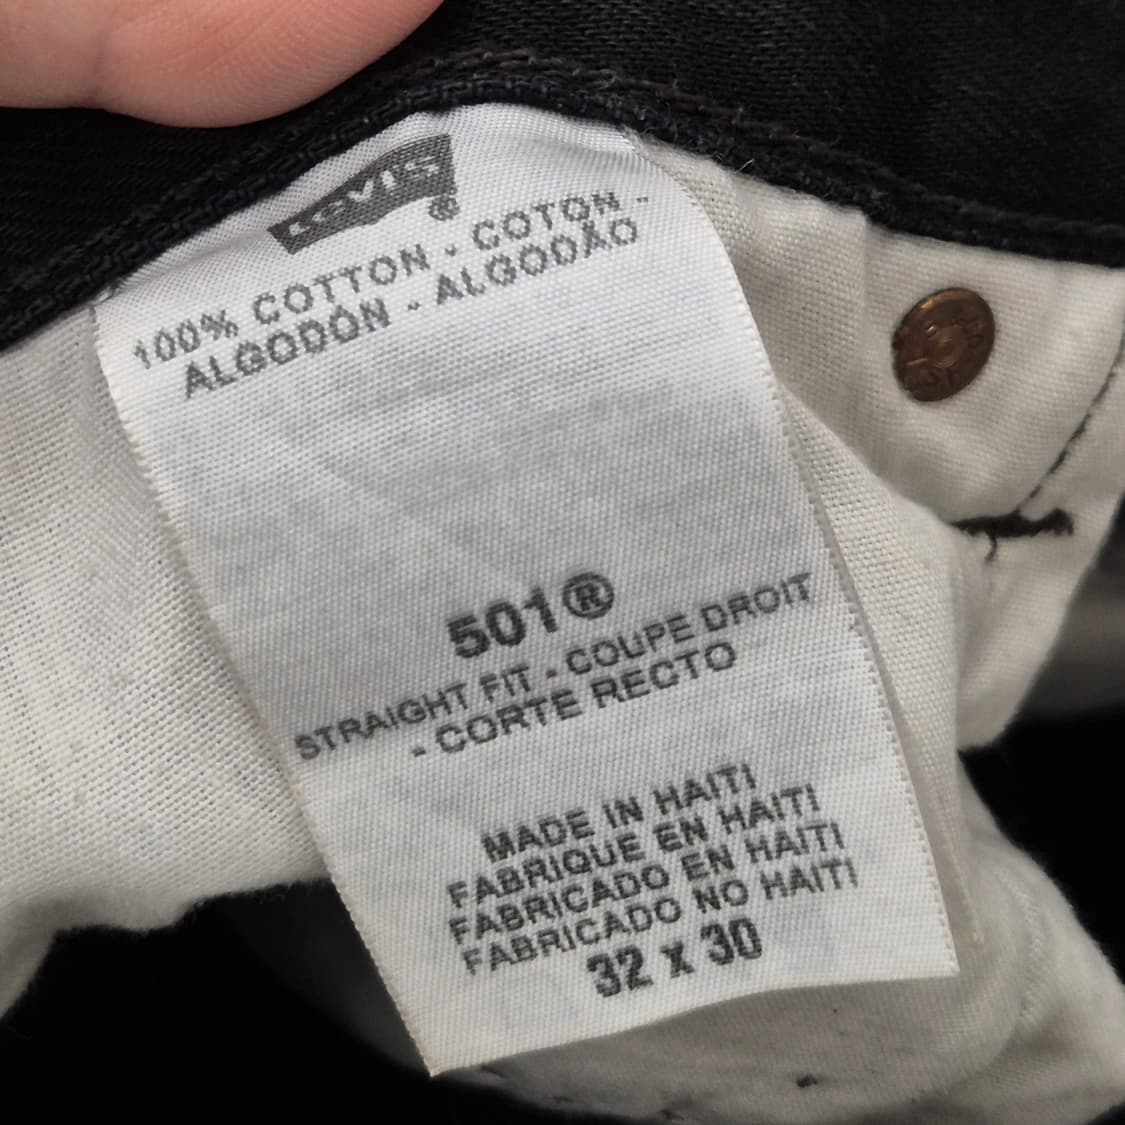 Levi's®
100% COTTON - COTON -
ALGODÓN - ALGODÃO
501®
STRAIGHT FIT - COUPE DROIT
- CORTE RECTO
MADE IN HAITI
FABRIQUE EN HAITI
FABRICADO EN HAITI
FABRICADO NO HAITI
32 x 30